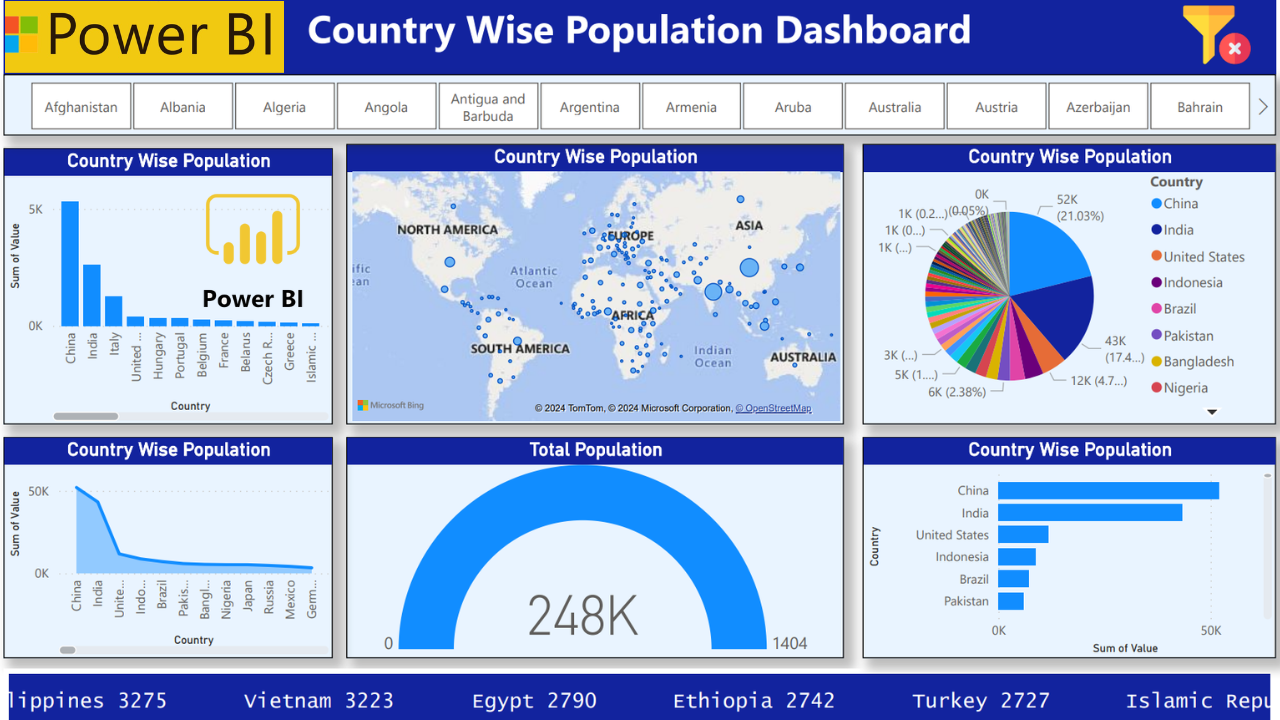 Power BI
Country Wise Population Dashboard
Afghanistan
Albania
Algeria
Angola
Antigua and
Barbuda
Argentina
Armenia
Aruba
Australia
Austria
Azerbaijan
Bahrain
Country Wise Population
Sum of Value
5K
0K
Power BI
China
India
Italy
United ...
Hungary
Portugal
Belgium
France
Belarus
Czech R...
Greece
Islamic ...
Country
Country Wise Population
NORTH AMERICA
EUROPE
ASIA
Atlantic
Ocean
AFRICA
SOUTH AMERICA
Indian
Ocean
AUSTRALIA
Microsoft Bing
© 2024 TomTom, © 2024 Microsoft Corporation, © OpenStreetMap
Country Wise Population
0K
(0.05%)
1K (0.2...)
1K (0...)
1K (...)
3K (...)
5K (1....)
6K (2.38%)
12K (4.7...)
43K
(17.4...)
52K
(21.03%)
Country
China
India
United States
Indonesia
Brazil
Pakistan
Bangladesh
Nigeria
Country Wise Population
Sum of Value
50K
0K
China
India
Unite...
Indo...
Brazil
Pakis...
Bangl...
Nigeria
Japan
Russia
Mexico
Germ...
Country
Total Population
248K
0
1404
Country Wise Population
Country
China
India
United States
Indonesia
Brazil
Pakistan
0K
50K
Sum of Value
lippines 3275 Vietnam 3223 Egypt 2790 Ethiopia 2742 Turkey 2727 Islamic Repu